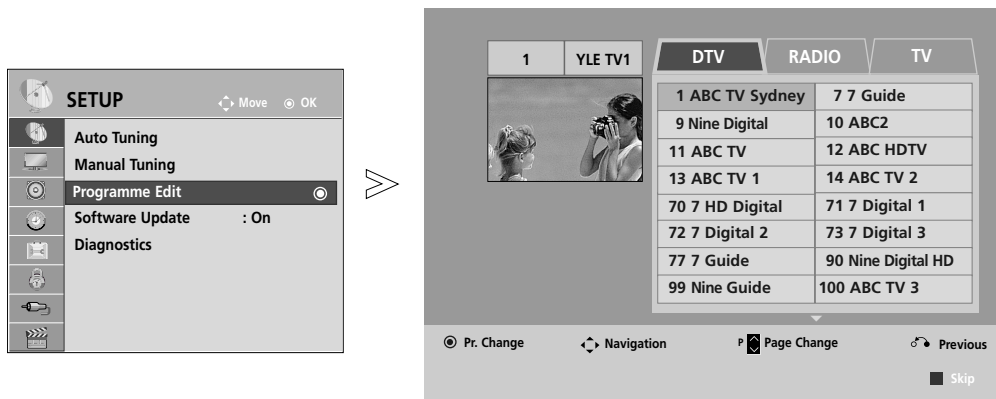 SETUP
Move OK
Auto Tuning
Manual Tuning
Programme Edit
Software Update : On
Diagnostics
1 YLE TV1
DTV RADIO TV
1 ABC TV Sydney 7 7 Guide
9 Nine Digital 10 ABC2
11 ABC TV 12 ABC HDTV
13 ABC TV 1 14 ABC TV 2
70 7 HD Digital 71 7 Digital 1
72 7 Digital 2 73 7 Digital 3
77 7 Guide 90 Nine Digital HD
99 Nine Guide 100 ABC TV 3
Pr. Change Navigation P Page Change Previous
Skip